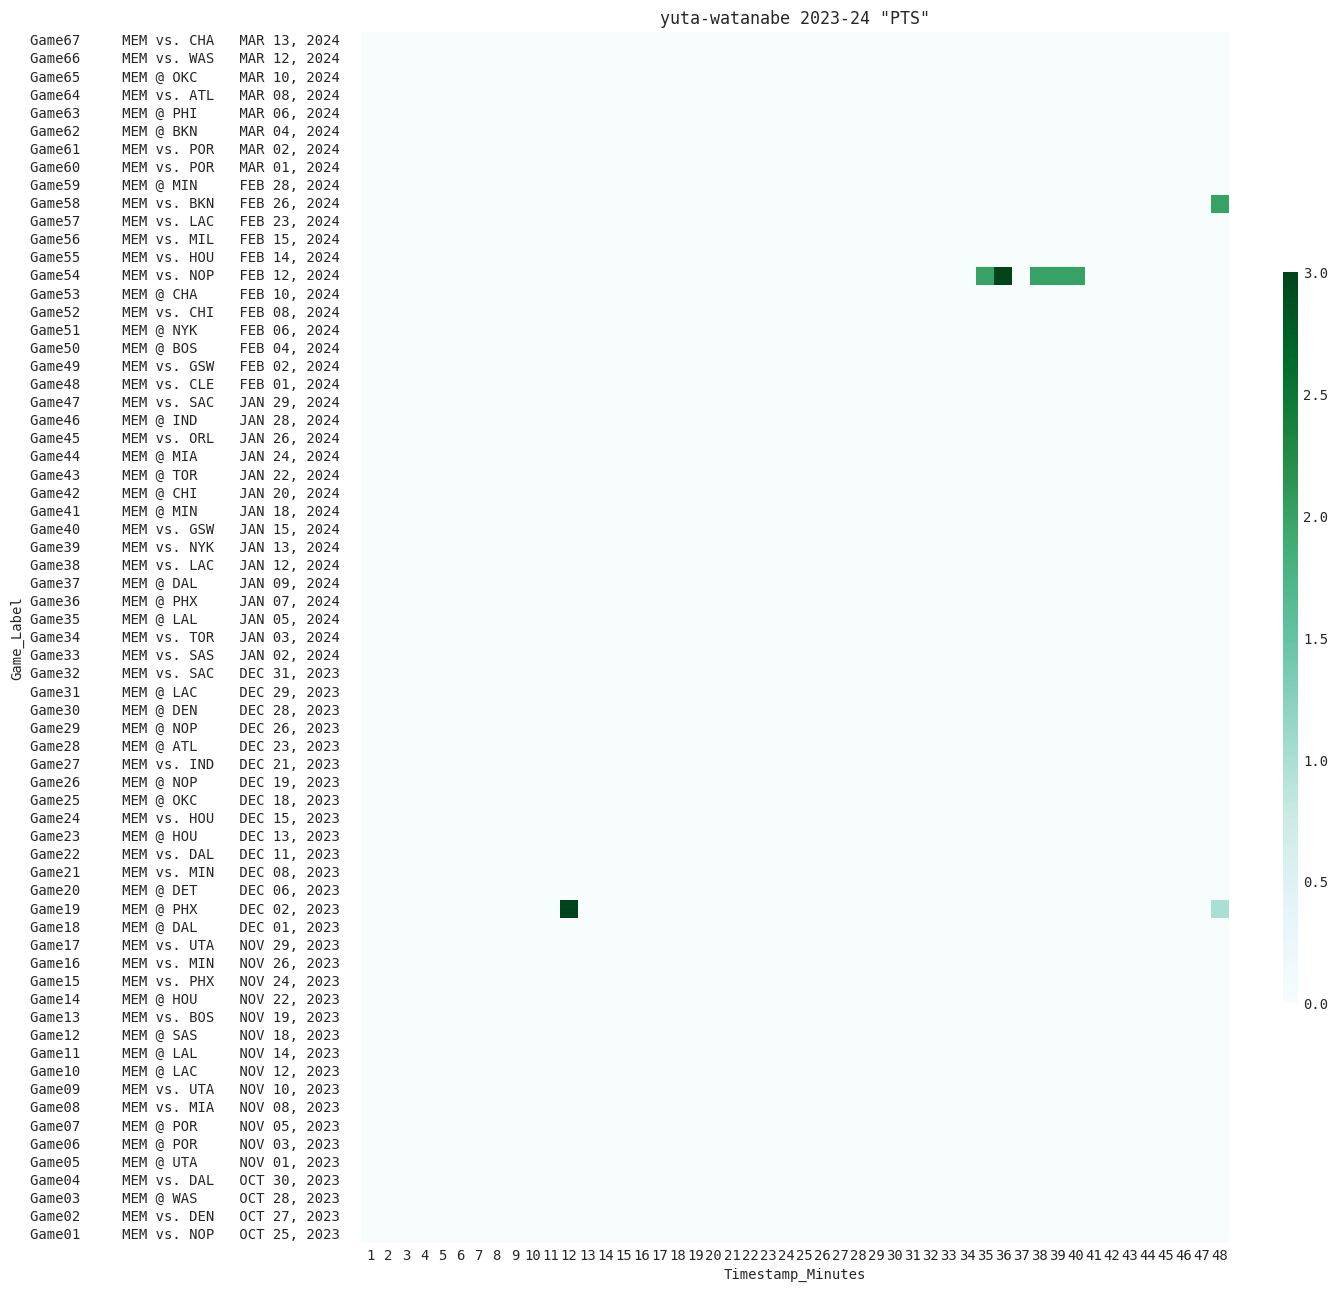 yuta-watanabe 2023-24 "PTS"
Game67 MEM vs. CHA MAR 13, 2024
Game66 MEM vs. WAS MAR 12, 2024
Game65 MEM @ OKC MAR 10, 2024
Game64 MEM vs. ATL MAR 08, 2024
Game63 MEM @ PHI MAR 06, 2024
Game62 MEM @ BKN MAR 04, 2024
Game61 MEM vs. POR MAR 02, 2024
Game60 MEM vs. POR MAR 01, 2024
Game59 MEM @ MIN FEB 28, 2024
Game58 MEM vs. BKN FEB 26, 2024
Game57 MEM vs. LAC FEB 23, 2024
Game56 MEM vs. MIL FEB 15, 2024
Game55 MEM vs. HOU FEB 14, 2024
Game54 MEM vs. NOP FEB 12, 2024
Game53 MEM @ CHA FEB 10, 2024
Game52 MEM vs. CHI FEB 08, 2024
Game51 MEM @ NYK FEB 06, 2024
Game50 MEM @ BOS FEB 04, 2024
Game49 MEM vs. GSW FEB 02, 2024
Game48 MEM vs. CLE FEB 01, 2024
Game47 MEM vs. SAC JAN 29, 2024
Game46 MEM @ IND JAN 28, 2024
Game45 MEM vs. ORL JAN 26, 2024
Game44 MEM @ MIA JAN 24, 2024
Game43 MEM @ TOR JAN 22, 2024
Game42 MEM @ CHI JAN 20, 2024
Game41 MEM @ MIN JAN 18, 2024
Game40 MEM vs. GSW JAN 15, 2024
Game39 MEM vs. NYK JAN 13, 2024
Game38 MEM vs. LAC JAN 12, 2024
Game37 MEM @ DAL JAN 09, 2024
Game36 MEM @ PHX JAN 07, 2024
Game35 MEM @ LAL JAN 05, 2024
Game34 MEM vs. TOR JAN 03, 2024
Game33 MEM vs. SAS JAN 02, 2024
Game32 MEM vs. SAC DEC 31, 2023
Game31 MEM @ LAC DEC 29, 2023
Game30 MEM @ DEN DEC 28, 2023
Game29 MEM @ NOP DEC 26, 2023
Game28 MEM @ ATL DEC 23, 2023
Game27 MEM vs. IND DEC 21, 2023
Game26 MEM @ NOP DEC 19, 2023
Game25 MEM @ OKC DEC 18, 2023
Game24 MEM vs. HOU DEC 15, 2023
Game23 MEM @ HOU DEC 13, 2023
Game22 MEM vs. DAL DEC 11, 2023
Game21 MEM vs. MIN DEC 08, 2023
Game20 MEM @ DET DEC 06, 2023
Game19 MEM @ PHX DEC 02, 2023
Game18 MEM @ DAL DEC 01, 2023
Game17 MEM vs. UTA NOV 29, 2023
Game16 MEM vs. MIN NOV 26, 2023
Game15 MEM vs. PHX NOV 24, 2023
Game14 MEM @ HOU NOV 22, 2023
Game13 MEM vs. BOS NOV 19, 2023
Game12 MEM @ SAS NOV 18, 2023
Game11 MEM @ LAL NOV 14, 2023
Game10 MEM @ LAC NOV 12, 2023
Game09 MEM vs. UTA NOV 10, 2023
Game08 MEM vs. MIA NOV 08, 2023
Game07 MEM @ POR NOV 05, 2023
Game06 MEM @ POR NOV 03, 2023
Game05 MEM @ UTA NOV 01, 2023
Game04 MEM vs. DAL OCT 30, 2023
Game03 MEM @ WAS OCT 28, 2023
Game02 MEM vs. DEN OCT 27, 2023
Game01 MEM vs. NOP OCT 25, 2023
Game_Label
1 2 3 4 5 6 7 8 9 10 11 12 13 14 15 16 17 18 19 20 21 22 23 24 25 26 27 28 29 30 31 32 33 34 35 36 37 38 39 40 41 42 43 44 45 46 47 48
Timestamp_Minutes
3.0
2.5
2.0
1.5
1.0
0.5
0.0